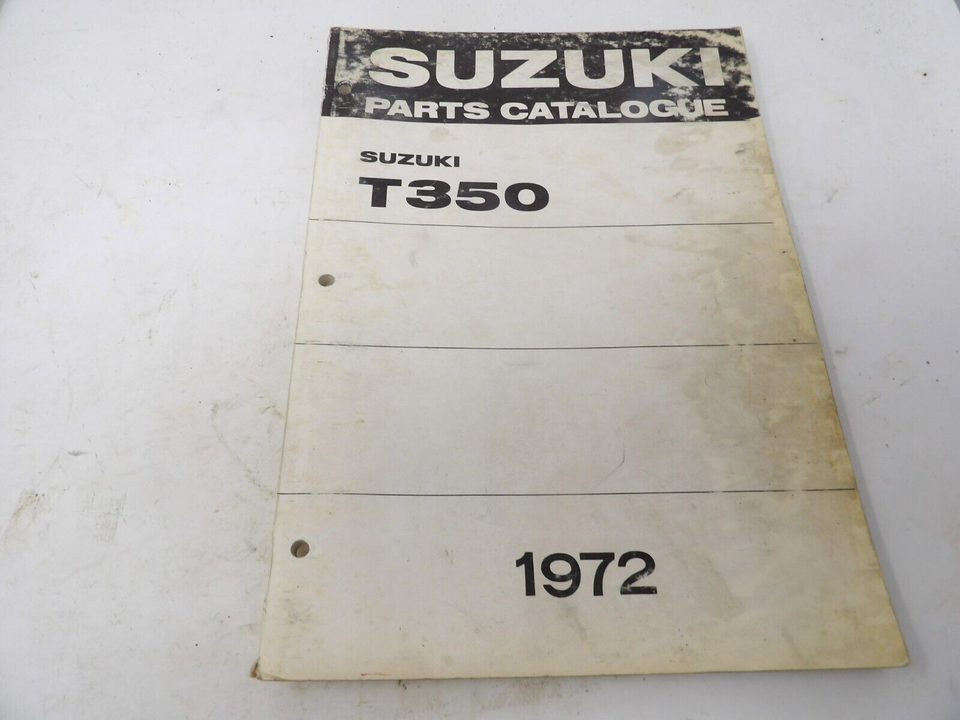 SUZUKI
PARTS CATALOGUE
SUZUKI
T350
1972